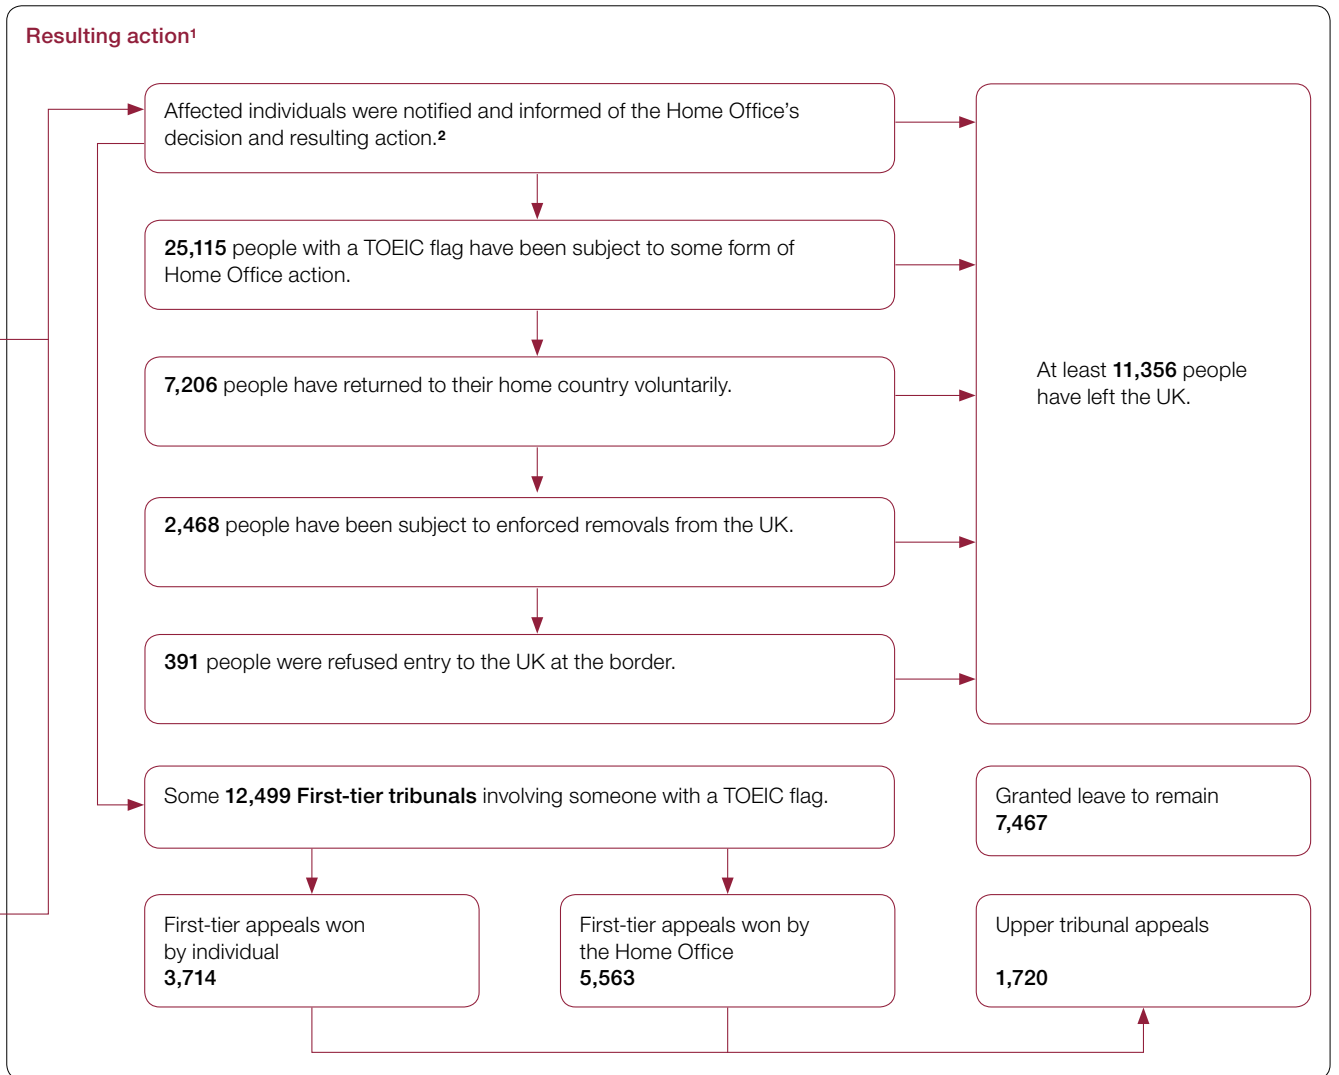 Resulting action¹
Affected individuals were notified and informed of the Home Office’s
decision and resulting action.²
25,115 people with a TOEIC flag have been subject to some form of
Home Office action.
7,206 people have returned to their home country voluntarily.
2,468 people have been subject to enforced removals from the UK.
391 people were refused entry to the UK at the border.
At least 11,356 people
have left the UK.
Some 12,499 First-tier tribunals involving someone with a TOEIC flag.
Granted leave to remain
7,467
First-tier appeals won
by individual
3,714
First-tier appeals won by
the Home Office
5,563
Upper tribunal appeals
1,720